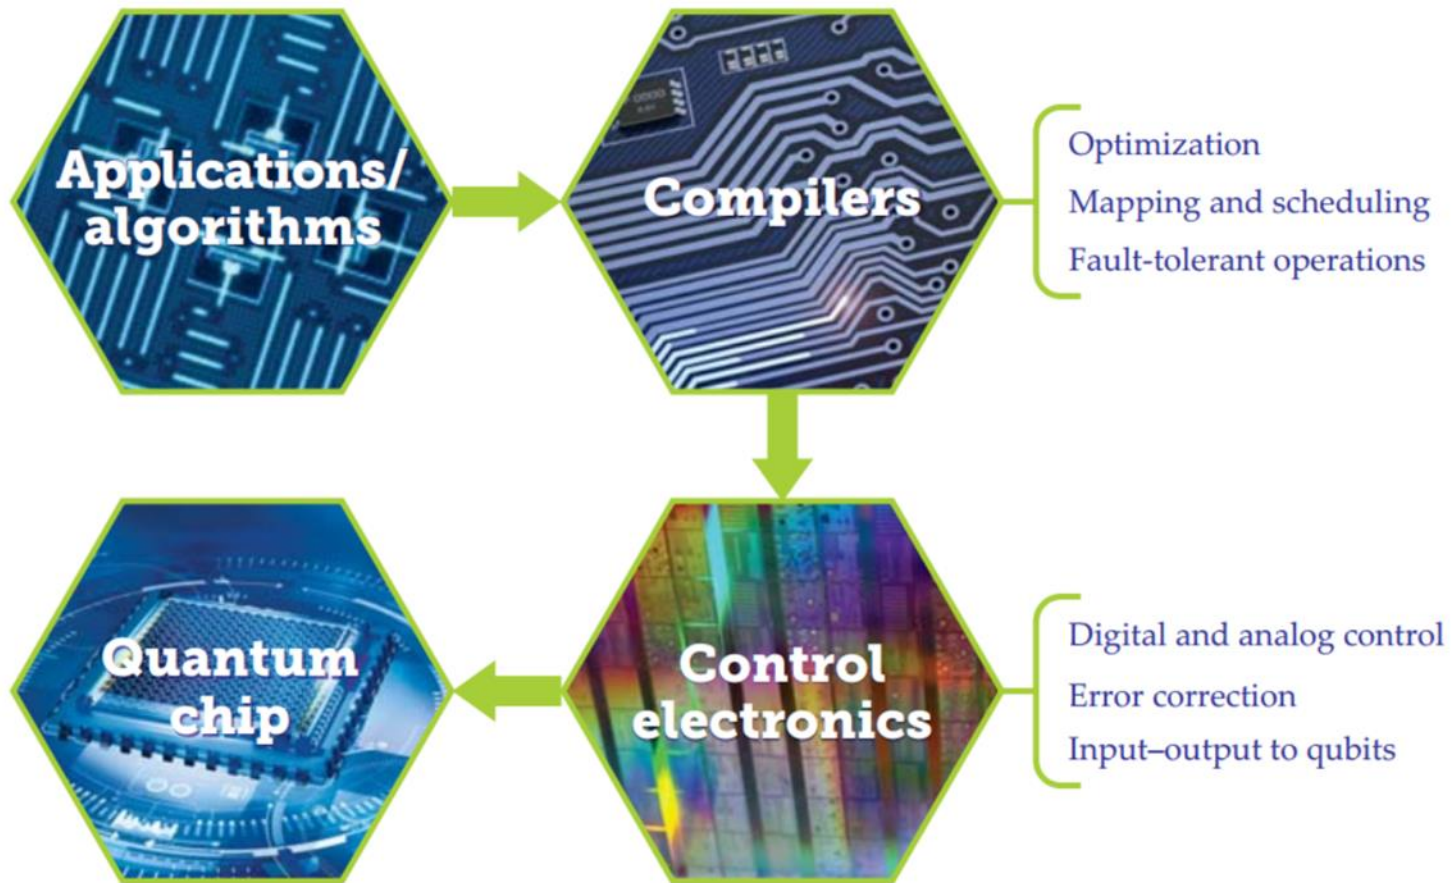 Applications/
algorithms
Compilers
Optimization
Mapping and scheduling
Fault-tolerant operations
Quantum
chip
Control
electronics
Digital and analog control
Error correction
Input–output to qubits